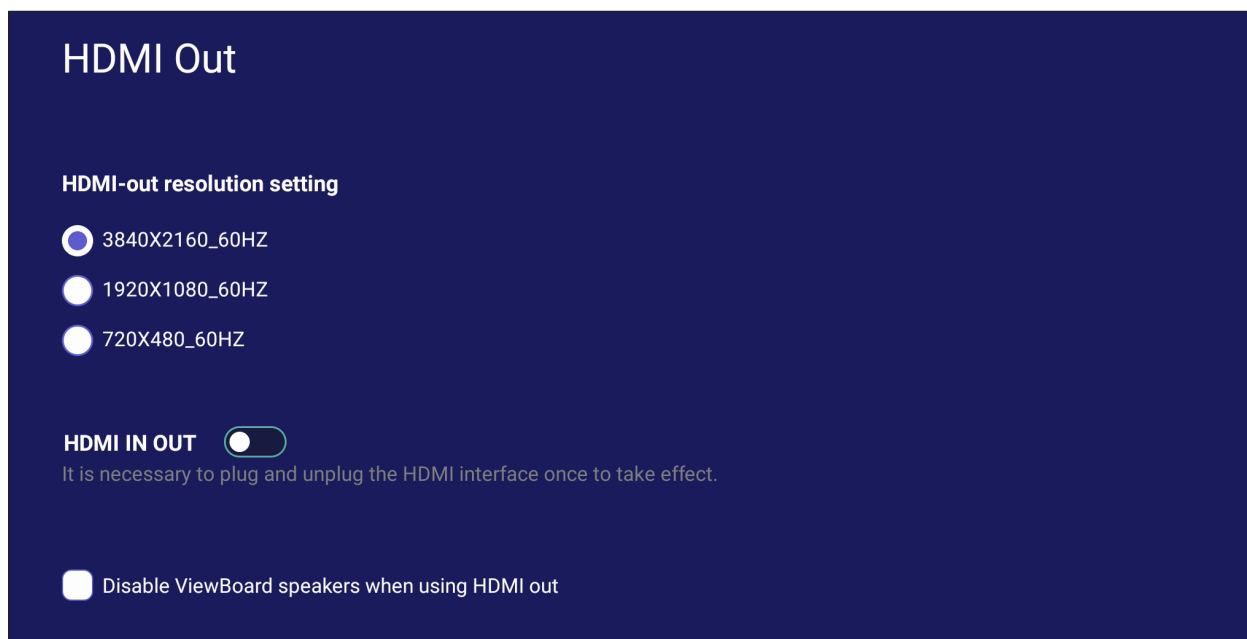 HDMI Out
HDMI-out resolution setting
3840X2160_60HZ
1920X1080_60HZ
720X480_60HZ
HDMI IN OUT
It is necessary to plug and unplug the HDMI interface once to take effect.
Disable ViewBoard speakers when using HDMI out